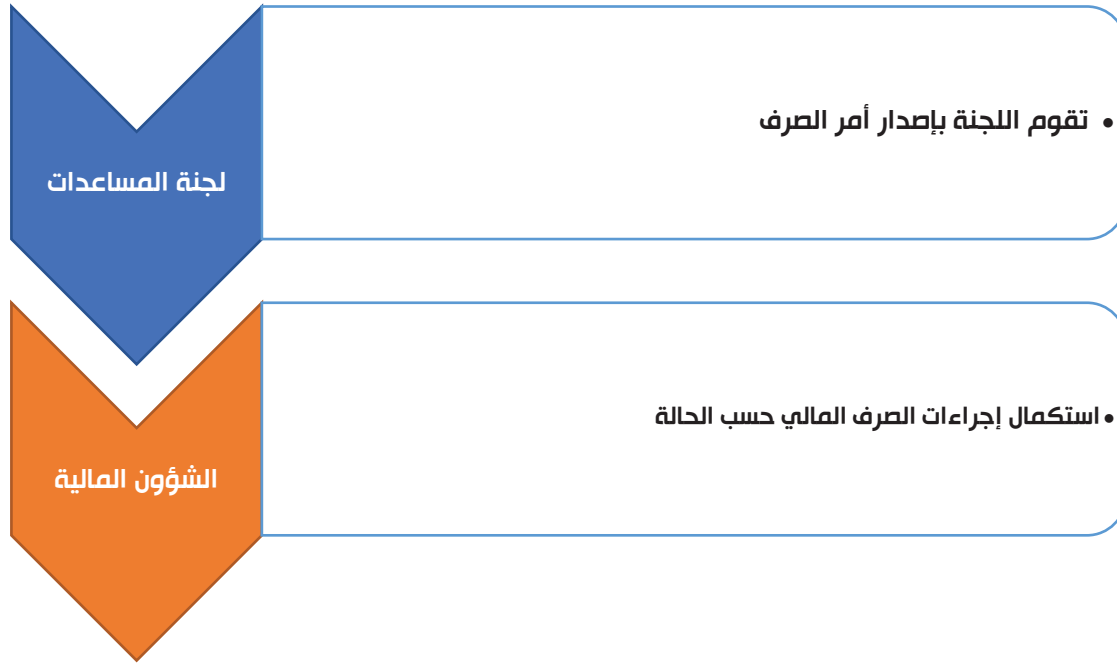 لجنة المساعدات
• تقوم اللجنة بإصدار أمر الصرف
الشؤون المالية
• استكمال إجراءات الصرف المالي حسب الحالة